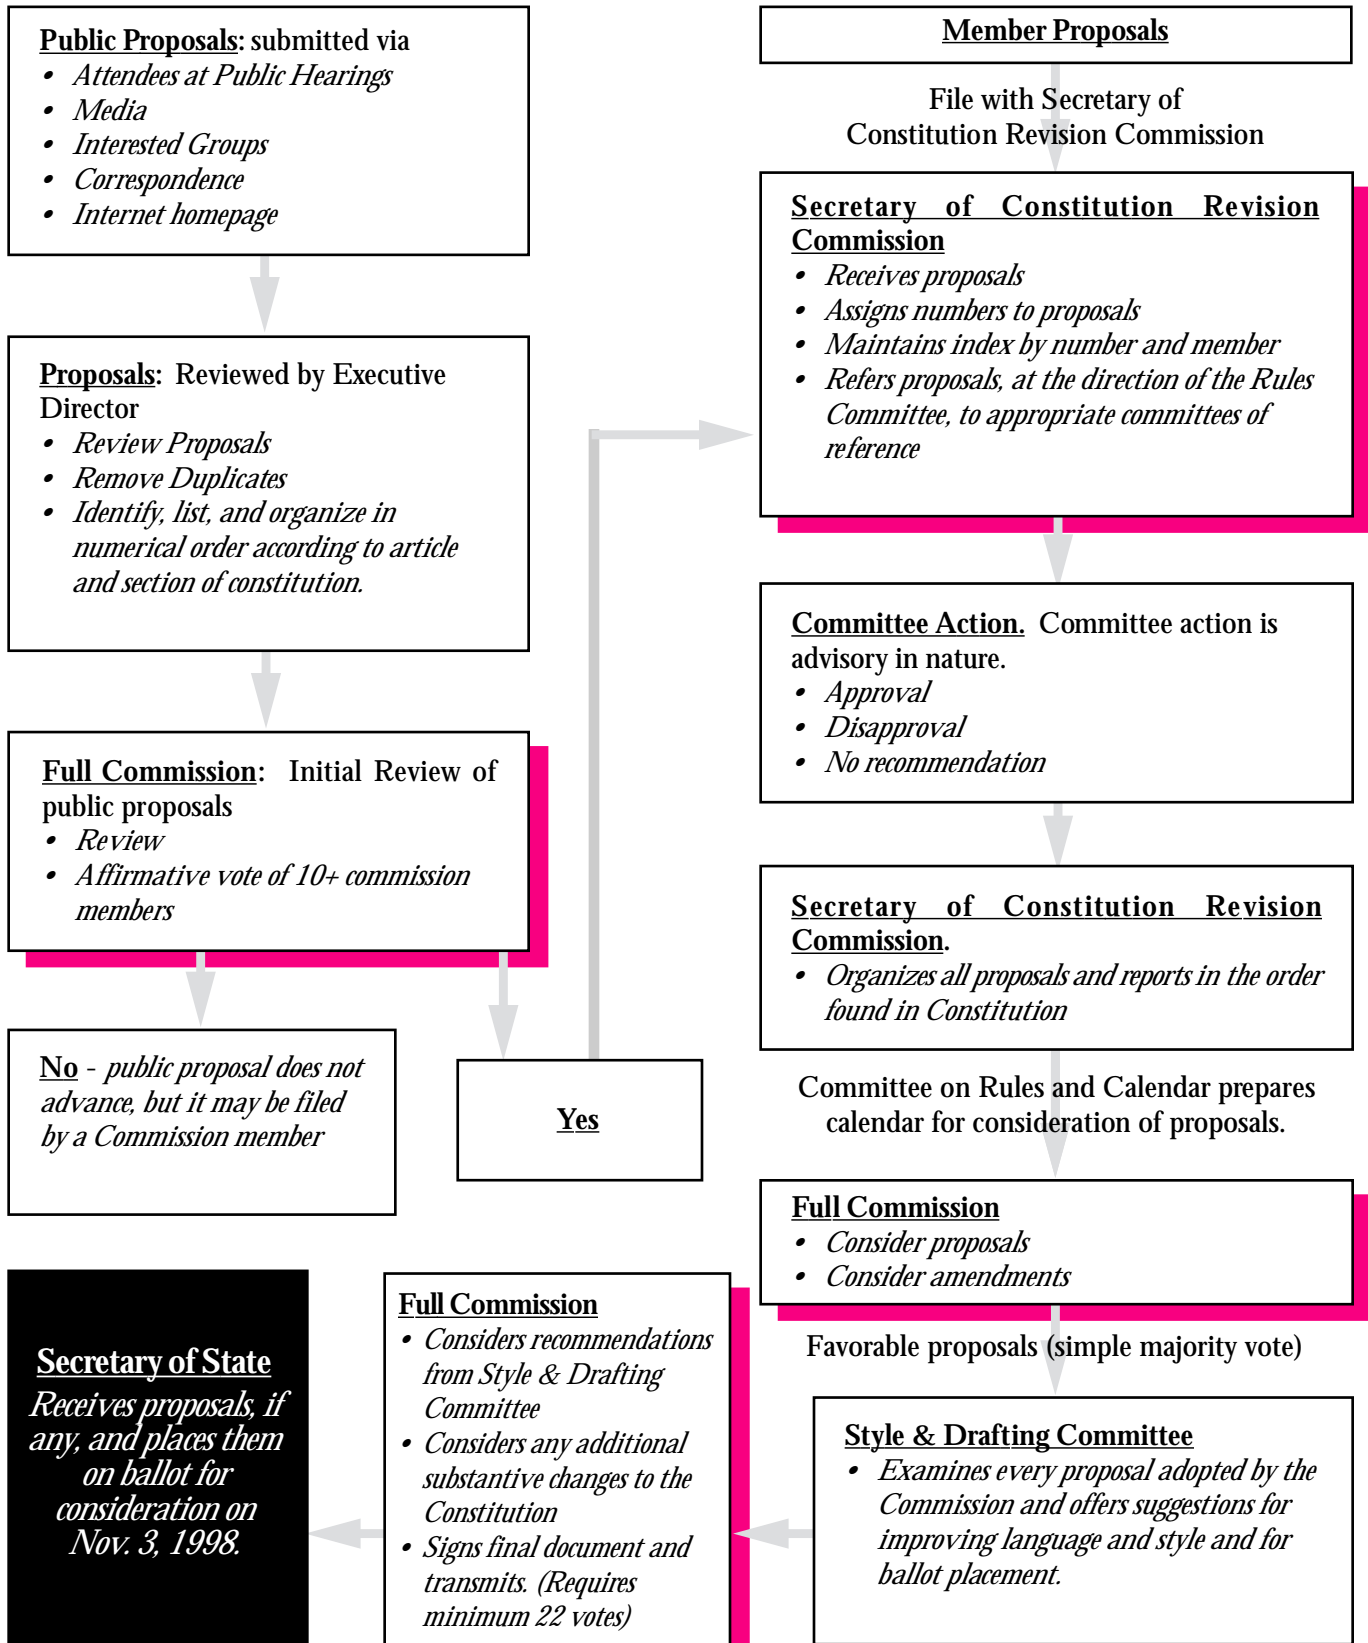 Public Proposals: submitted via
• Attendees at Public Hearings
• Media
• Interested Groups
• Correspondence
• Internet homepage
Proposals: Reviewed by Executive
Director
• Review Proposals
• Remove Duplicates
• Identify, list, and organize in
numerical order according to article
and section of constitution.
Full Commission: Initial Review of
public proposals
• Review
• Affirmative vote of 10+ commission
members
No - public proposal does not
advance, but it may be filed
by a Commission member
Yes
Member Proposals
File with Secretary of
Constitution Revision Commission
Secretary of Constitution Revision
Commission
• Receives proposals
• Assigns numbers to proposals
• Maintains index by number and member
• Refers proposals, at the direction of the Rules
Committee, to appropriate committees of
reference
Committee Action. Committee action is
advisory in nature.
• Approval
• Disapproval
• No recommendation
Secretary of Constitution Revision
Commission.
• Organizes all proposals and reports in the order
found in Constitution
Committee on Rules and Calendar prepares
calendar for consideration of proposals.
Full Commission
• Consider proposals
• Consider amendments
Favorable proposals (simple majority vote)
Style & Drafting Committee
• Examines every proposal adopted by the
Commission and offers suggestions for
improving language and style and for
ballot placement.
Full Commission
• Considers recommendations
from Style & Drafting
Committee
• Considers any additional
substantive changes to the
Constitution
• Signs final document and
transmits. (Requires
minimum 22 votes)
Secretary of State
Receives proposals, if
any, and places them
on ballot for
consideration on
Nov. 3, 1998.